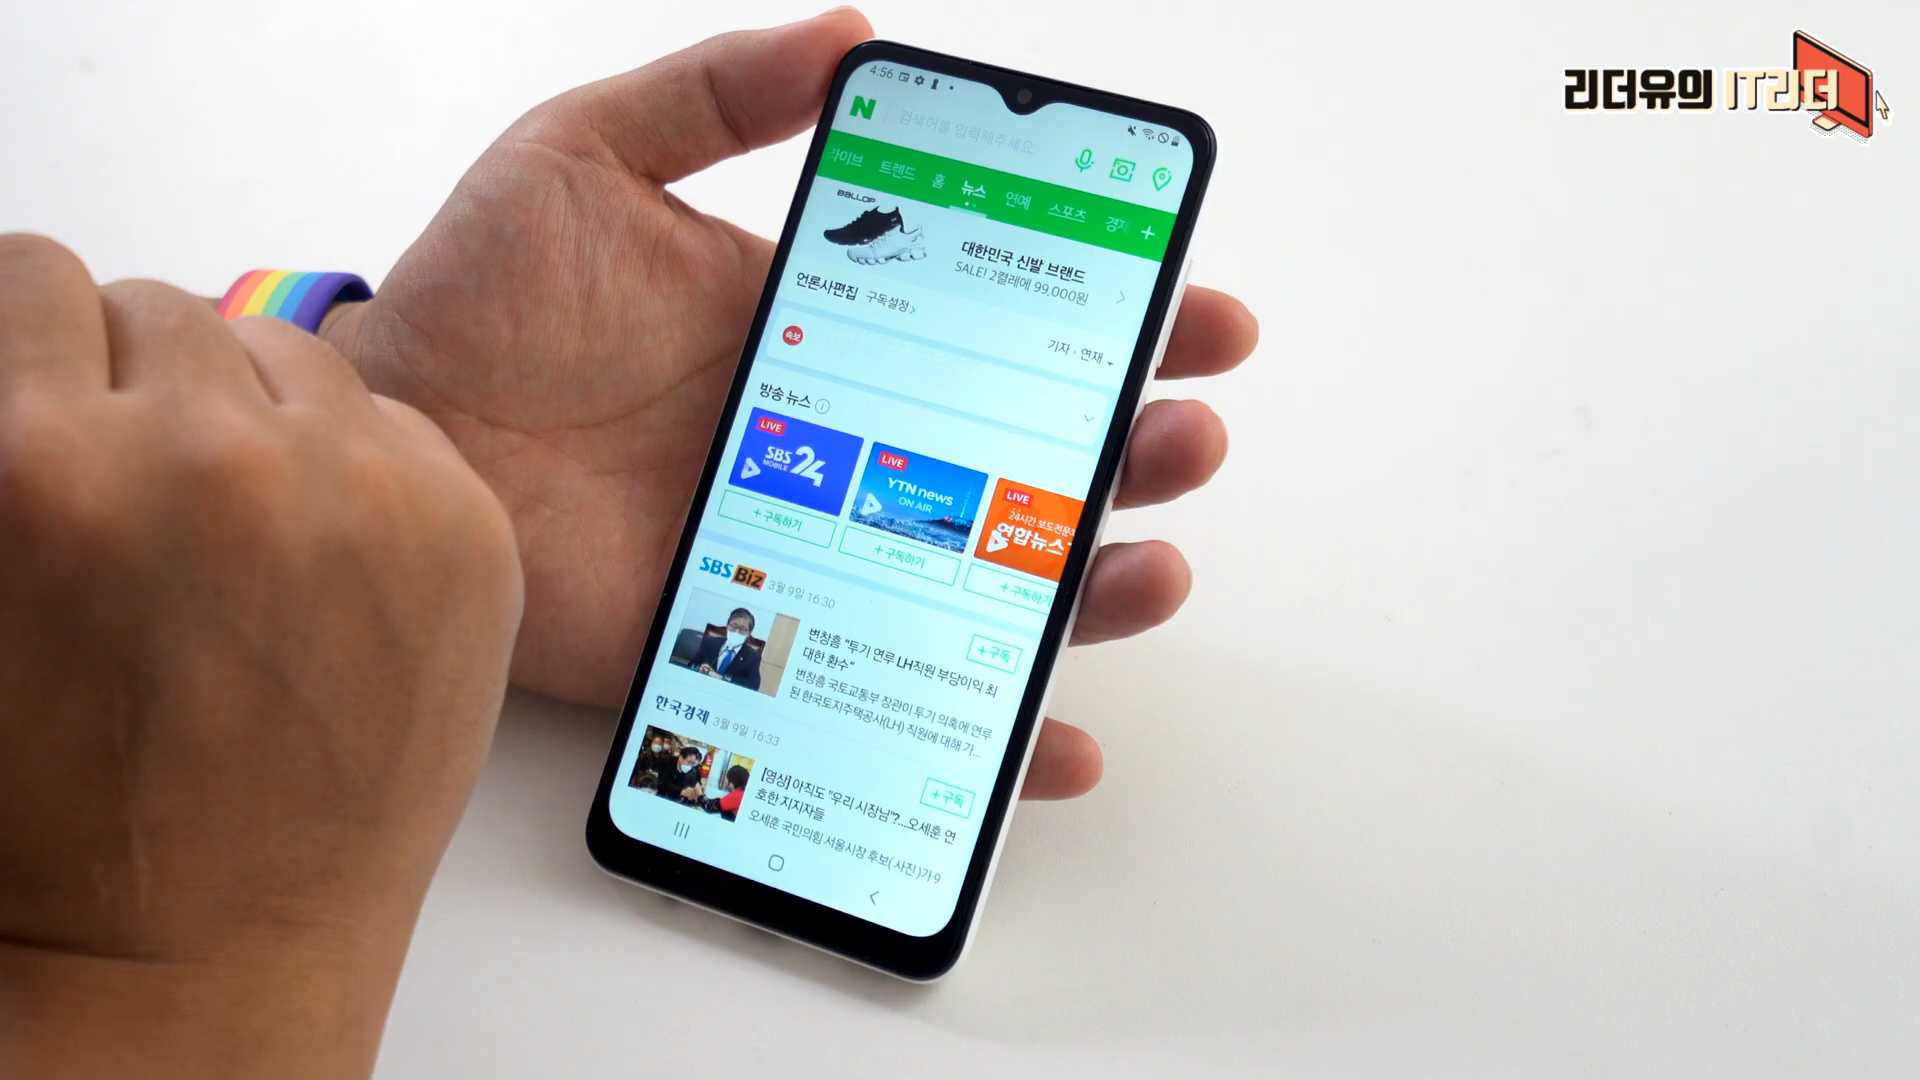 리더유의 IT리더
4:56
N
검색어를 입력해주세요.
라이브 트렌드 홈 뉴스 연예 스포츠 경제 +
BALLOP
대한민국 신발 브랜드
SALE! 2컬레에 99,000원
언론사편집 구독설정
속보
기자·연재
방송 뉴스
LIVE
SBS
MOBILE 24
LIVE
YTN news
ON AIR
LIVE
24시간 보도전문
연합뉴스
+ 구독하기
+ 구독하기
+ 구독하기
SBS Biz 3월 9일 16:30
변창흠 "투기 연루 LH직원 부당이익 최
대한 환수"
+구독
변창흠 국토교통부 장관이 투기 의혹에 연루
된 한국토지주택공사(LH) 직원에 대해 가...
한국경제 3월 9일 16:33
[영상] 아직도 "우리 시장님"?...오세훈 연
호한 지지자들
+구독
오세훈 국민의힘 서울시장 후보(사진)가 9